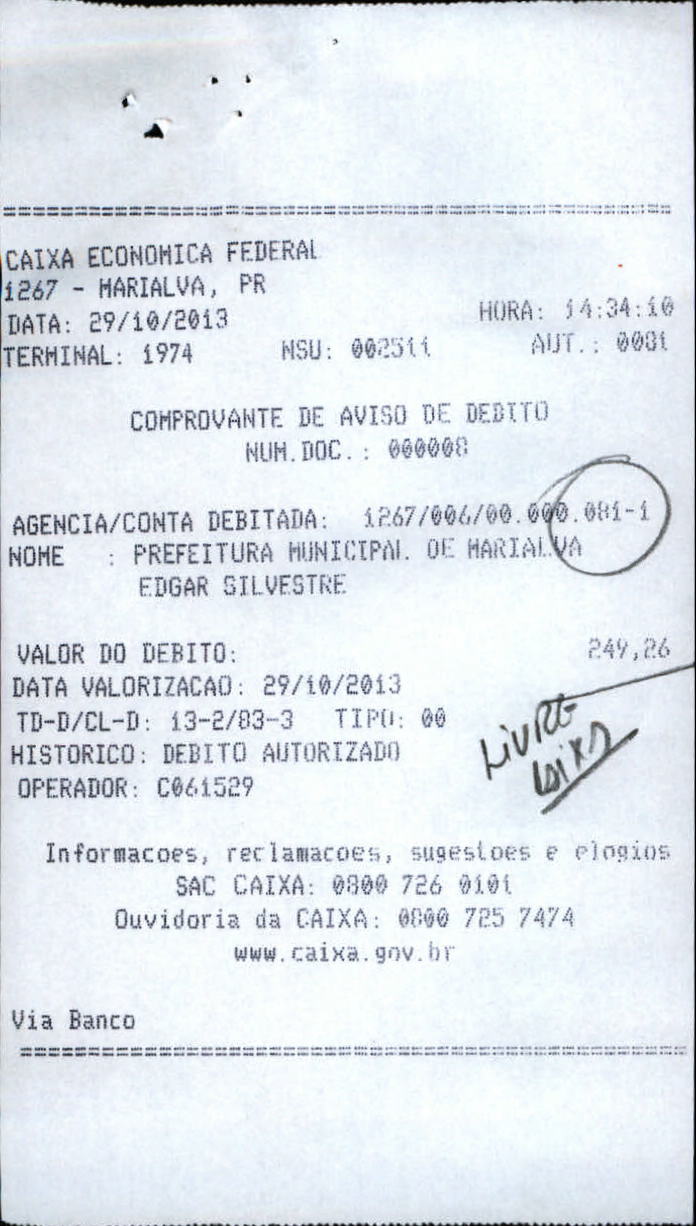 CAIXA ECONOMICA FEDERAL
1267 - MARIALVA, PR
DATA: 29/10/2013 HORA: 14:34:10
TERMINAL: 1974 NSU: 002511 AUT.: 0081
COMPROVANTE DE AVISO DE DEBITO
NUM.DOC.: 000008
AGENCIA/CONTA DEBITADA: 1267/006/00.000.081-1
NOME : PREFEITURA MUNICIPAL DE MARIALVA
EDGAR SILVESTRE
VALOR DO DEBITO: 249,26
DATA VALORIZACAO: 29/10/2013
TD-D/CL-D: 13-2/83-3 TIPO: 00
HISTORICO: DEBITO AUTORIZADO
OPERADOR: C061529
LIVRE
CAIXA
Informacoes, reclamacoes, sugestoes e elogios
SAC CAIXA: 0800 726 0101
Ouvidoria da CAIXA: 0800 725 7474
www.caixa.gov.br
Via Banco